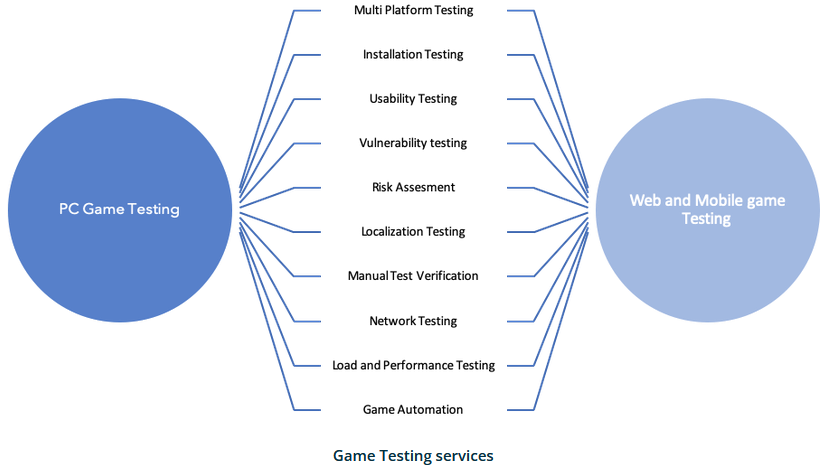 Multi Platform Testing
Installation Testing
Usability Testing
Vulnerability testing
Risk Assesment
Localization Testing
Manual Test Verification
Network Testing
Load and Performance Testing
Game Automation
PC Game Testing
Web and Mobile game
Testing
Game Testing services